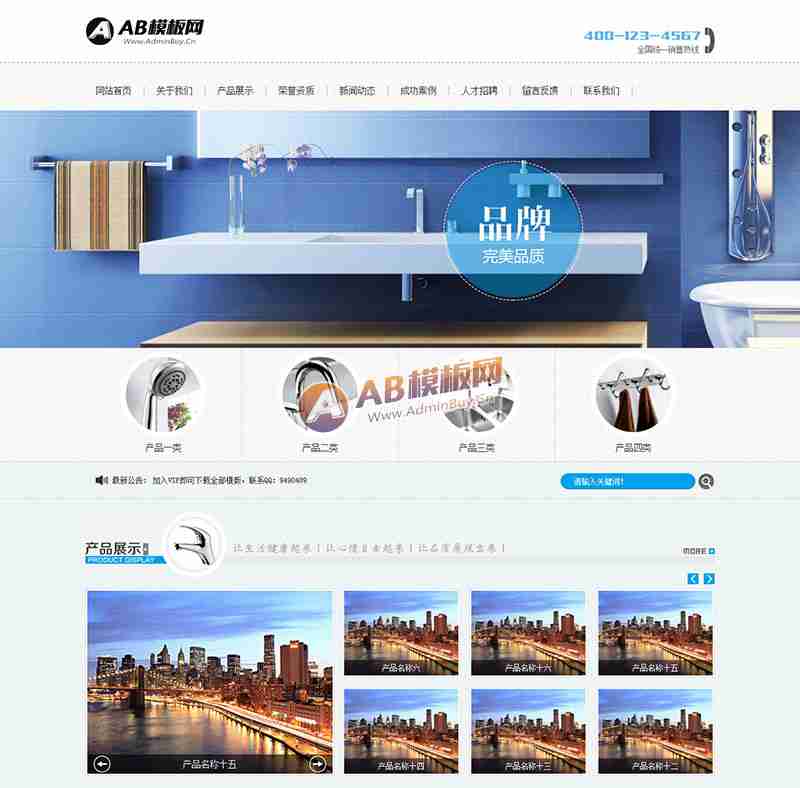 AB模板网
Www.AdminBuy.Cn
400-123-4567
全国统一销售热线
网站首页 关于我们 产品展示 荣誉资质 新闻动态 成功案例 人才招聘 留言反馈 联系我们
品牌
完美品质
AB模板网
Www.AdminBuy.Cn
产品一类 产品二类 产品三类 产品四类
最新公告： 加入VIP即可下载全部模板，联系QQ：9490489 请输入关键词!
产品展示
PRODUCT DISPLAY
让生活健康起来 | 让心情自由起来 | 让品质展现出来 |
MORE
产品名称六 产品名称十六 产品名称十五
产品名称十五 产品名称十四 产品名称十三 产品名称十二